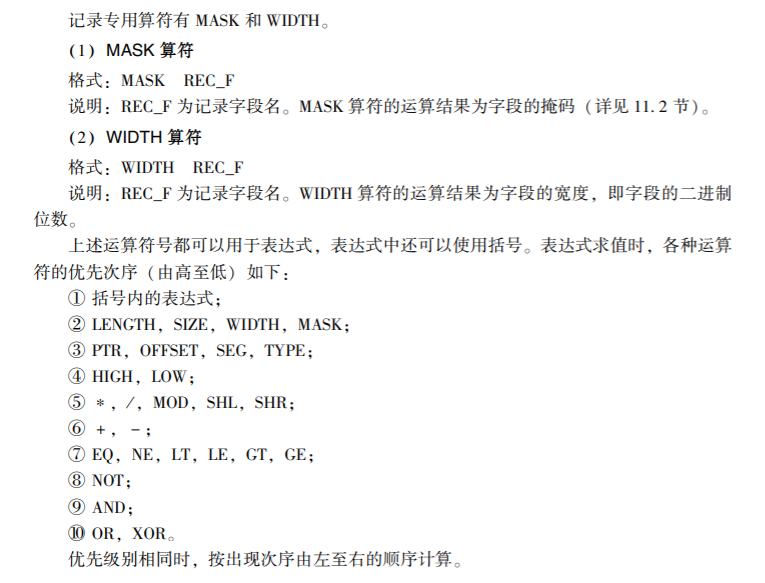 记录专用算符有 MASK 和 WIDTH。
(1) MASK 算符
格式：MASK REC_F
说明：REC_F 为记录字段名。MASK 算符的运算结果为字段的掩码（详见 11.2 节）。
(2) WIDTH 算符
格式：WIDTH REC_F
说明：REC_F 为记录字段名。WIDTH 算符的运算结果为字段的宽度，即字段的二进制
位数。
上述运算符号都可以用于表达式，表达式中还可以使用括号。表达式求值时，各种运算
符的优先次序（由高至低）如下：
① 括号内的表达式；
② LENGTH，SIZE，WIDTH，MASK；
③ PTR，OFFSET，SEG，TYPE；
④ HIGH，LOW；
⑤ *，/，MOD，SHL，SHR；
⑥ +，-；
⑦ EQ，NE，LT，LE，GT，GE；
⑧ NOT；
⑨ AND；
⑩ OR，XOR。
优先级别相同时，按出现次序由左至右的顺序计算。